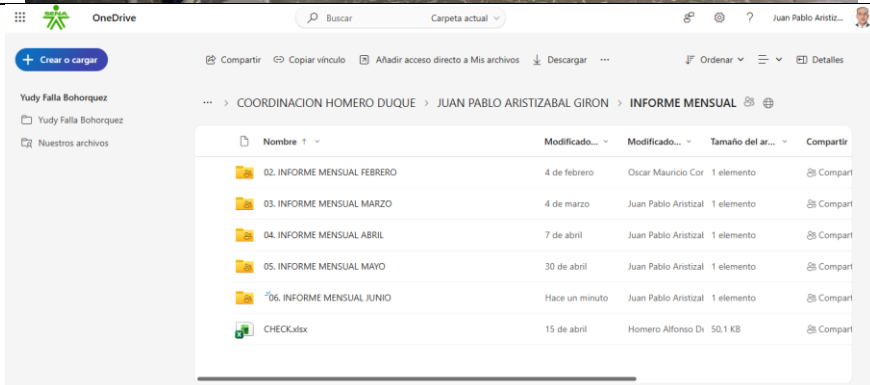 SENA OneDrive Buscar Carpeta actual ? Juan Pablo Aristiz...
+ Crear o cargar
Compartir Copiar vínculo Añadir acceso directo a Mis archivos Descargar ... Ordenar Detalles
Yudy Falla Bohorquez
Yudy Falla Bohorquez
Nuestros archivos
... > COORDINACION HOMERO DUQUE > JUAN PABLO ARISTIZABAL GIRON > INFORME MENSUAL
Nombre ↑ Modificado... Modificado... Tamaño del ar... Compartir
02. INFORME MENSUAL FEBRERO 4 de febrero Oscar Mauricio Cor 1 elemento Compart
03. INFORME MENSUAL MARZO 4 de marzo Juan Pablo Aristizal 1 elemento Compart
04. INFORME MENSUAL ABRIL 7 de abril Juan Pablo Aristizal 1 elemento Compart
05. INFORME MENSUAL MAYO 30 de abril Juan Pablo Aristizal 1 elemento Compart
06. INFORME MENSUAL JUNIO Hace un minuto Juan Pablo Aristizal 1 elemento Compart
CHECK.xlsx 15 de abril Homero Alfonso Du 50,1 KB Compart